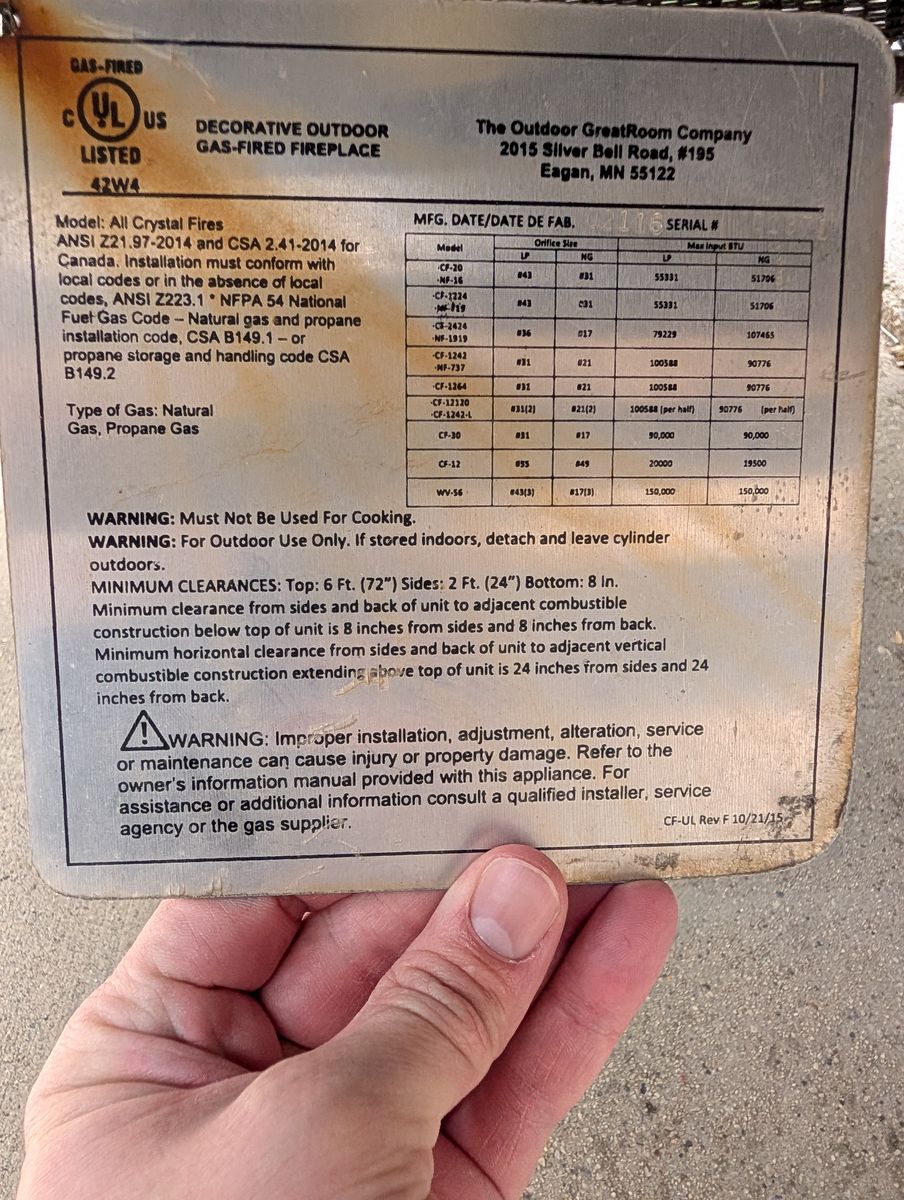 GAS-FIRED
C UL US
LISTED
42W4
DECORATIVE OUTDOOR
GAS-FIRED FIREPLACE
The Outdoor GreatRoom Company
2015 Silver Bell Road, #195
Eagan, MN 55122
Model: All Crystal Fires
ANSI Z21.97-2014 and CSA 2.41-2014 for
Canada. Installation must conform with
local codes or in the absence of local
codes, ANSI Z223.1 * NFPA 54 National
Fuel Gas Code – Natural gas and propane
installation code, CSA B149.1 – or
propane storage and handling code CSA
B149.2
Type of Gas: Natural
Gas, Propane Gas
MFG. DATE/DATE DE FAB. SERIAL #
Model Orifice Size Max Input BTU
LP NG LP NG
·CF-20
·NF-16 #43 #31 55331 51706
·CF-1224
#43 55331 51706
·CF-2424
·NF-1919 #36 79229 107465
·CF-1242
·NF-737 #31 #21 100588 90776
·CF-1264 #31 #21 100588 90776
·CF-12120
·CF-1242-L #31(2) #21(2) 100588 (per half) 90776 (per half)
CF-30 #31 #17 90,000 90,000
CF-12 #55 #49 20000 19500
WV-56 #43(3) #17(3) 150,000 150,000
WARNING: Must Not Be Used For Cooking.
WARNING: For Outdoor Use Only. If stored indoors, detach and leave cylinder
outdoors.
MINIMUM CLEARANCES: Top: 6 Ft. (72") Sides: 2 Ft. (24") Bottom: 8 In.
Minimum clearance from sides and back of unit to adjacent combustible
construction below top of unit is 8 inches from sides and 8 inches from back.
Minimum horizontal clearance from sides and back of unit to adjacent vertical
combustible construction extending above top of unit is 24 inches from sides and 24
inches from back.
WARNING: Improper installation, adjustment, alteration, service
or maintenance can cause injury or property damage. Refer to the
owner's information manual provided with this appliance. For
assistance or additional information consult a qualified installer, service
agency or the gas supplier.
CF-UL Rev F 10/21/15